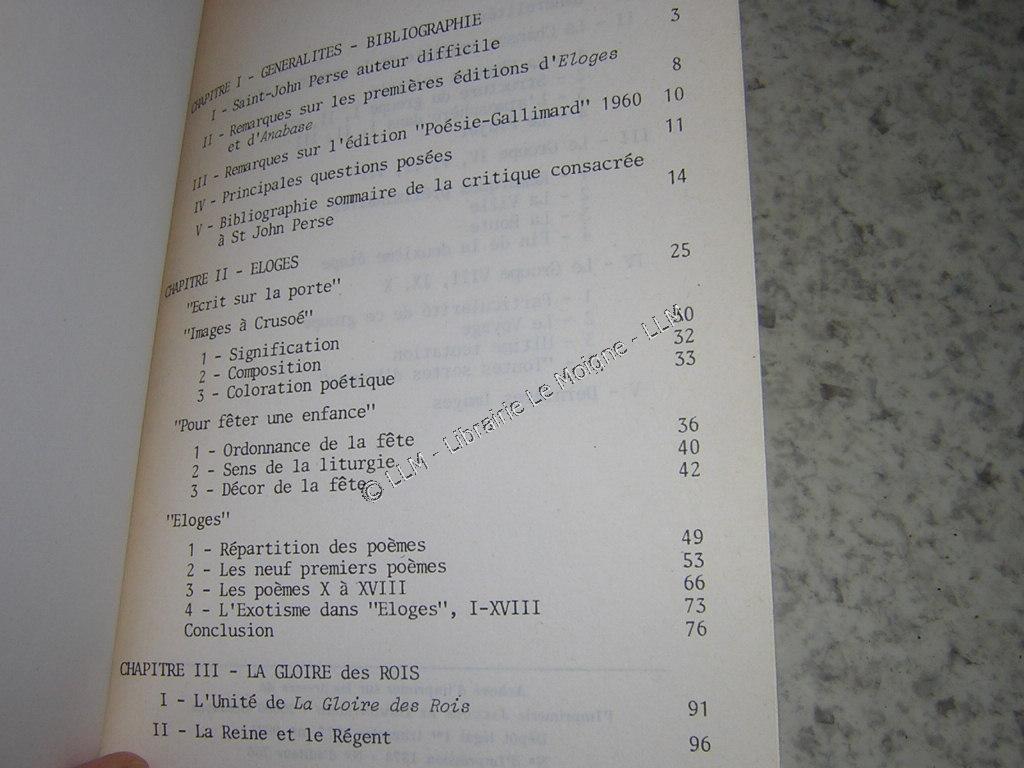 CHAPITRE I - GENERALITES - BIBLIOGRAPHIE 3
I - Saint-John Perse auteur difficile
II - Remarques sur les premières éditions d'Eloges 8
et d'Anabase
III - Remarques sur l'édition "Poésie-Gallimard" 1960 10
IV - Principales questions posées 11
V - Bibliographie sommaire de la critique consacrée 14
à St John Perse
CHAPITRE II - ELOGES 25
"Ecrit sur la porte"
"Images à Crusoé"
1 - Signification 30
2 - Composition 32
3 - Coloration poétique 33
"Pour fêter une enfance"
1 - Ordonnance de la fête 36
2 - Sens de la liturgie 40
3 - Décor de la fête 42
© LLM - Librairie Le Moigne - LLM
"Eloges"
1 - Répartition des poèmes 49
2 - Les neuf premiers poèmes 53
3 - Les poèmes X à XVIII 66
4 - L'Exotisme dans "Eloges", I-XVIII 73
Conclusion 76
CHAPITRE III - LA GLOIRE des ROIS
I - L'Unité de La Gloire des Rois 91
II - La Reine et le Régent 96